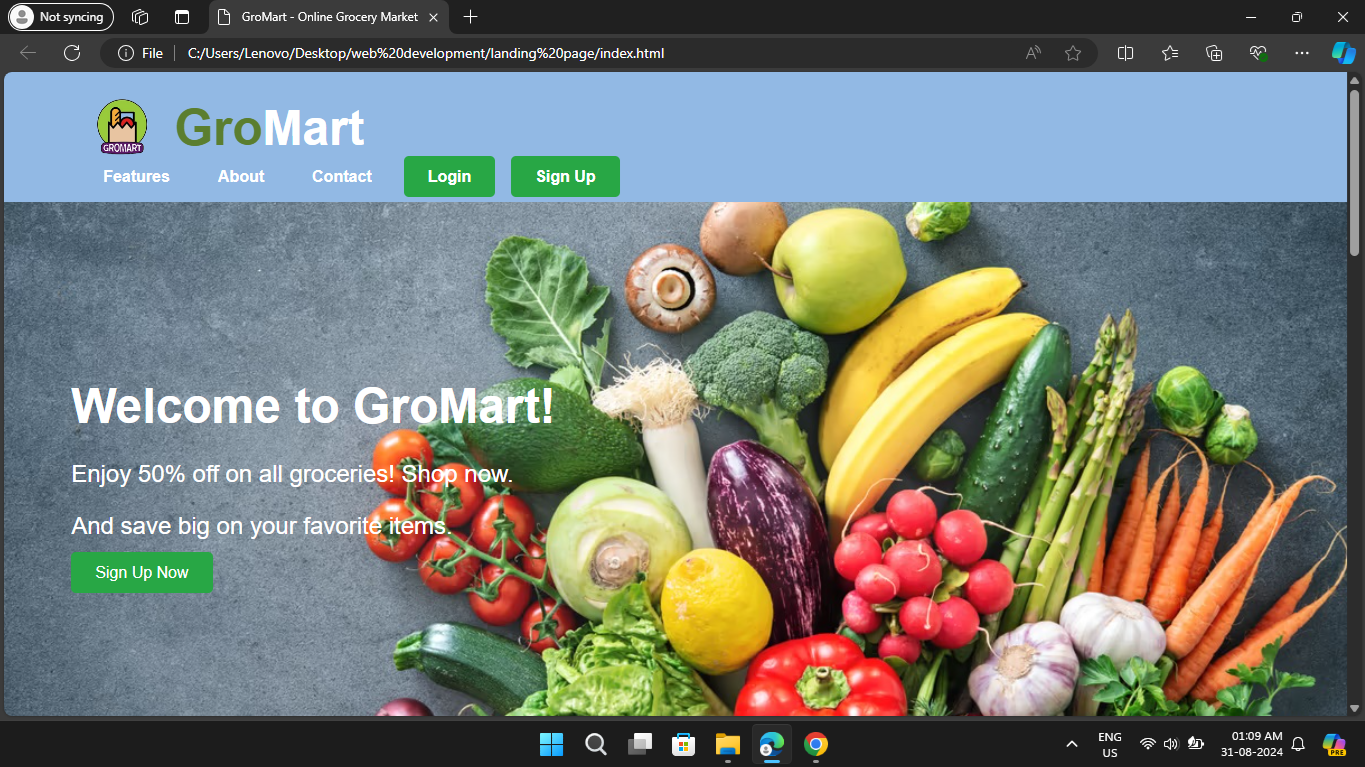 Not syncing
GroMart - Online Grocery Market
File
C:/Users/Lenovo/Desktop/web%20development/landing%20page/index.html
GROMART
GroMart
Features About Contact Login Sign Up
Welcome to GroMart!
Enjoy 50% off on all groceries! Shop now.
And save big on your favorite items.
Sign Up Now
ENG
US
01:09 AM
31-08-2024
PRE